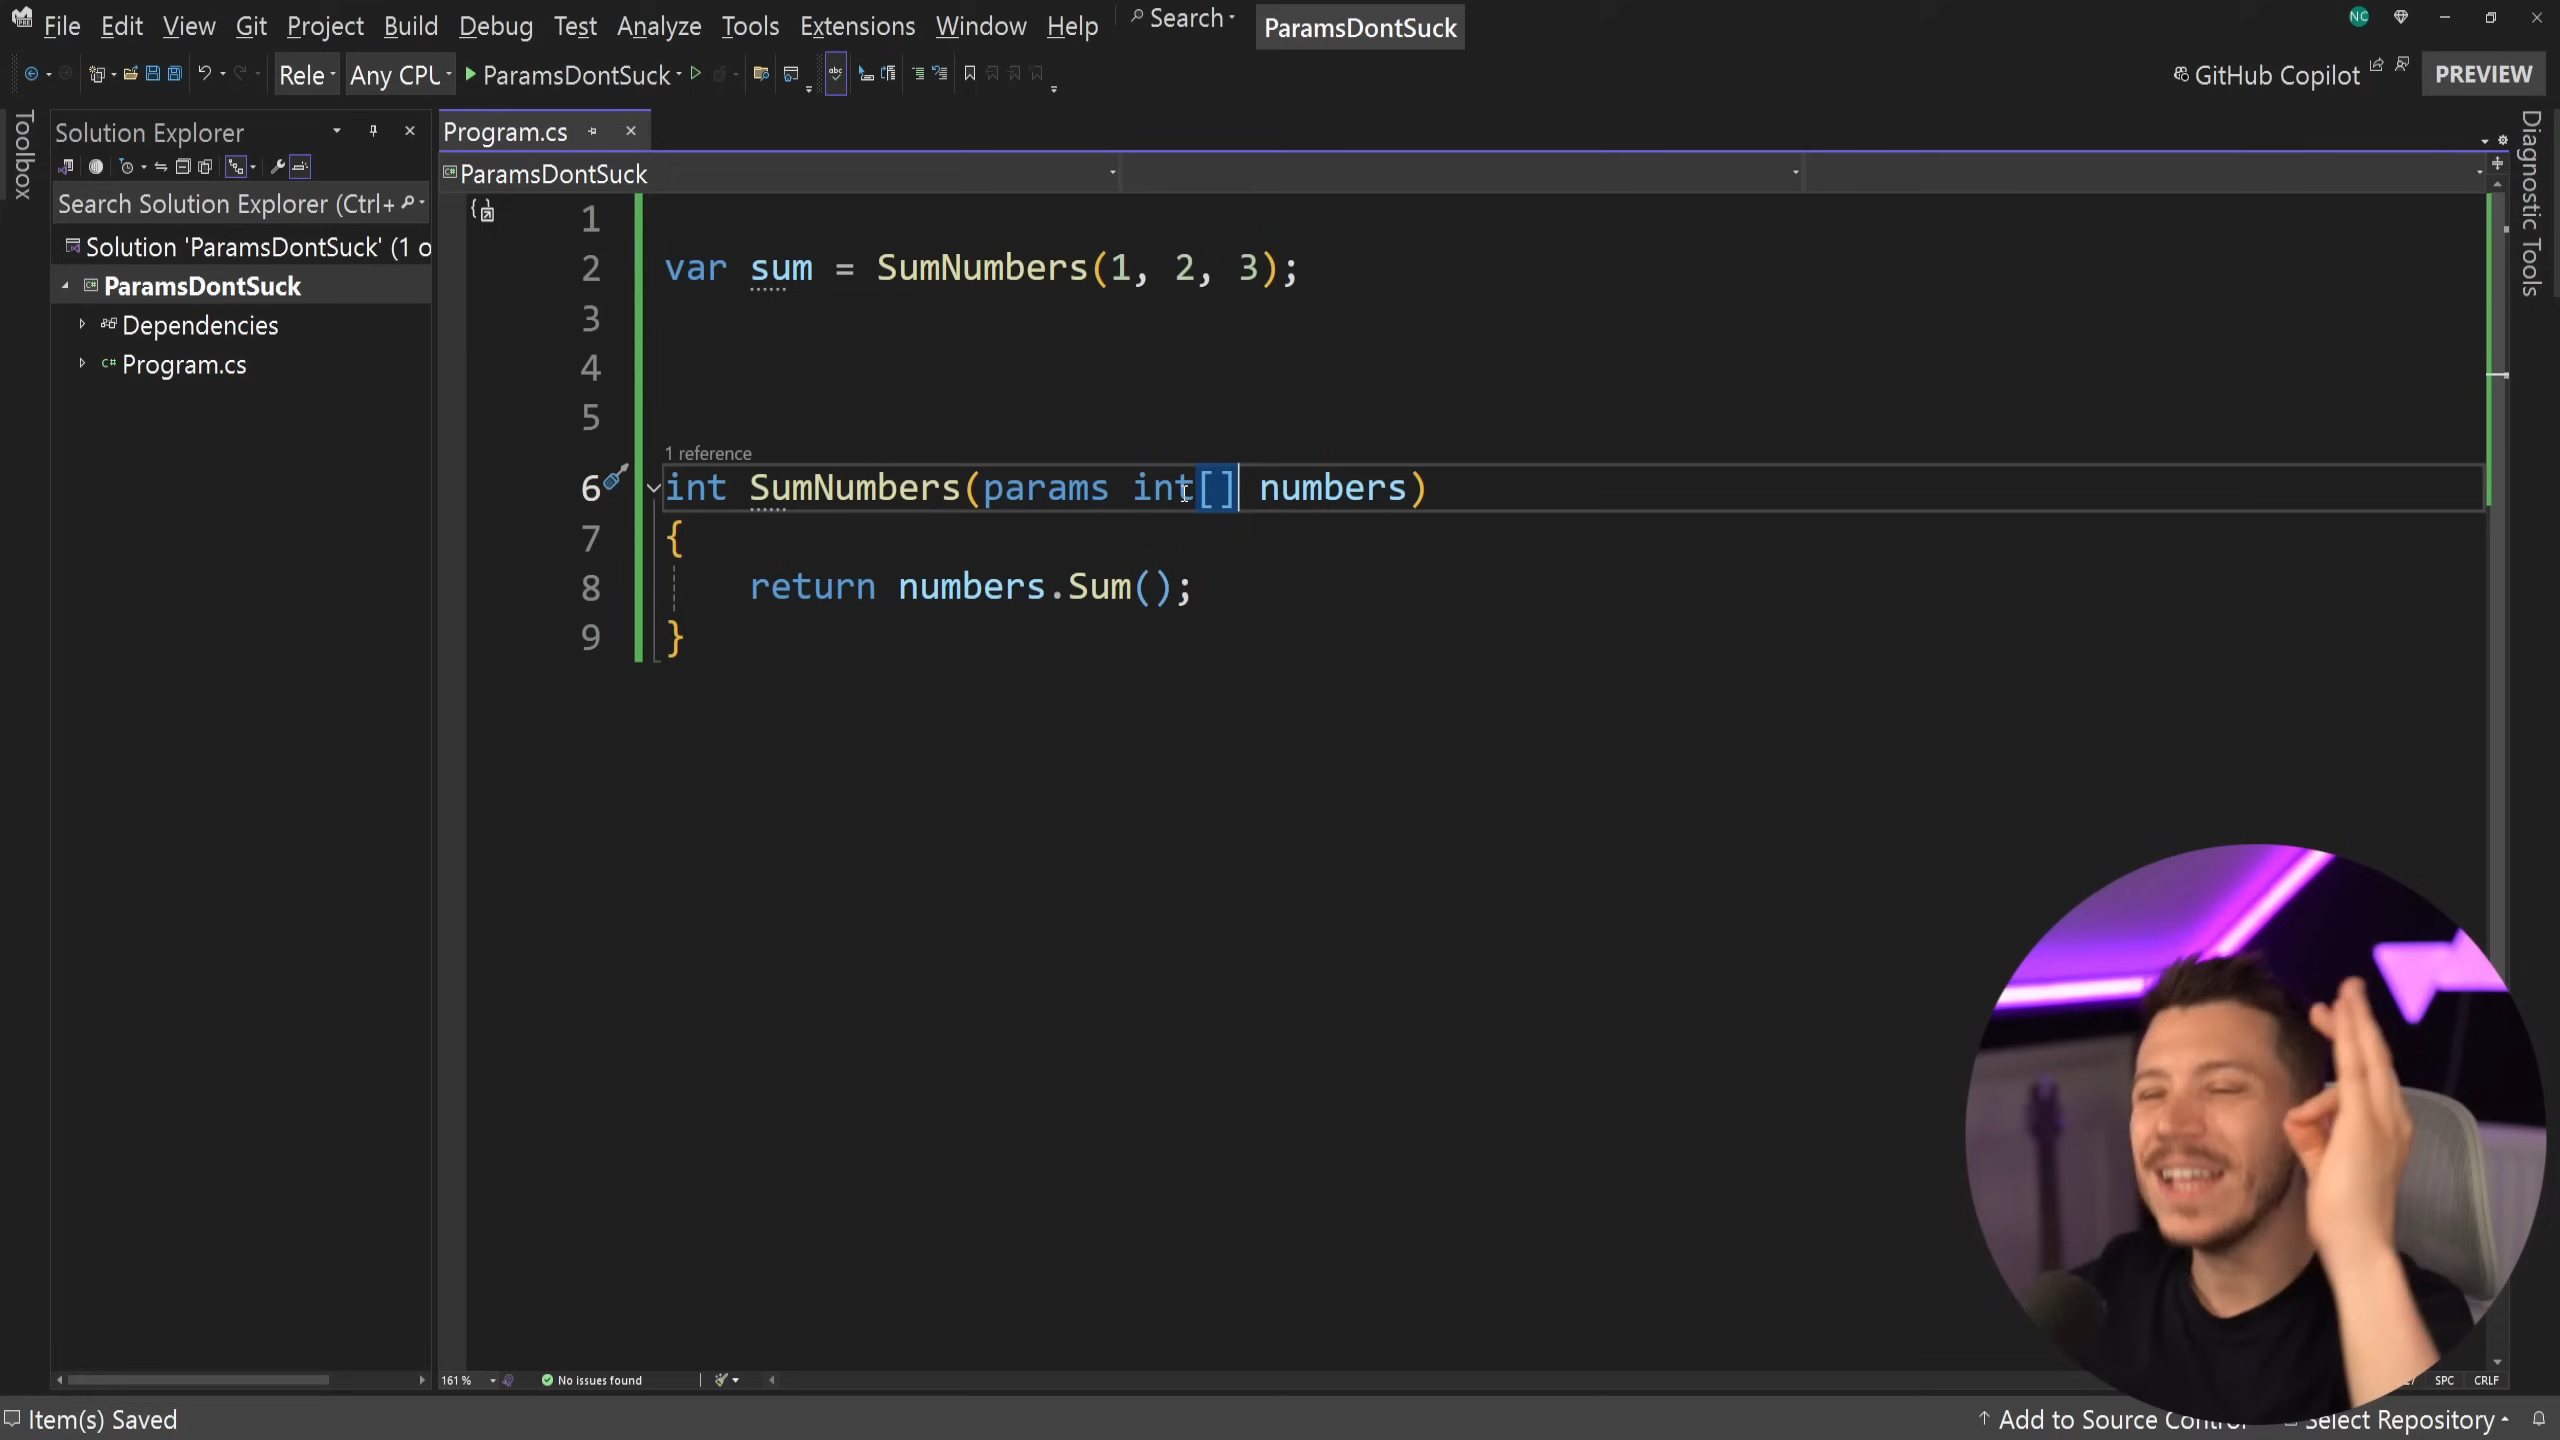 File Edit View Git Project Build Debug Test Analyze Tools Extensions Window Help Search ParamsDontSuck
NC
Rele Any CPU ParamsDontSuck GitHub Copilot PREVIEW
Toolbox
Solution Explorer
Search Solution Explorer (Ctrl+
Solution 'ParamsDontSuck' (1 o
ParamsDontSuck
Dependencies
C# Program.cs
Program.cs
ParamsDontSuck
1
2 var sum = SumNumbers(1, 2, 3);
3
4
5
1 reference
6 int SumNumbers(params int[] numbers)
7 {
8 return numbers.Sum();
9 }
Diagnostic Tools
161 % No issues found SPC CRLF
Item(s) Saved Add to Source Control Select Repository